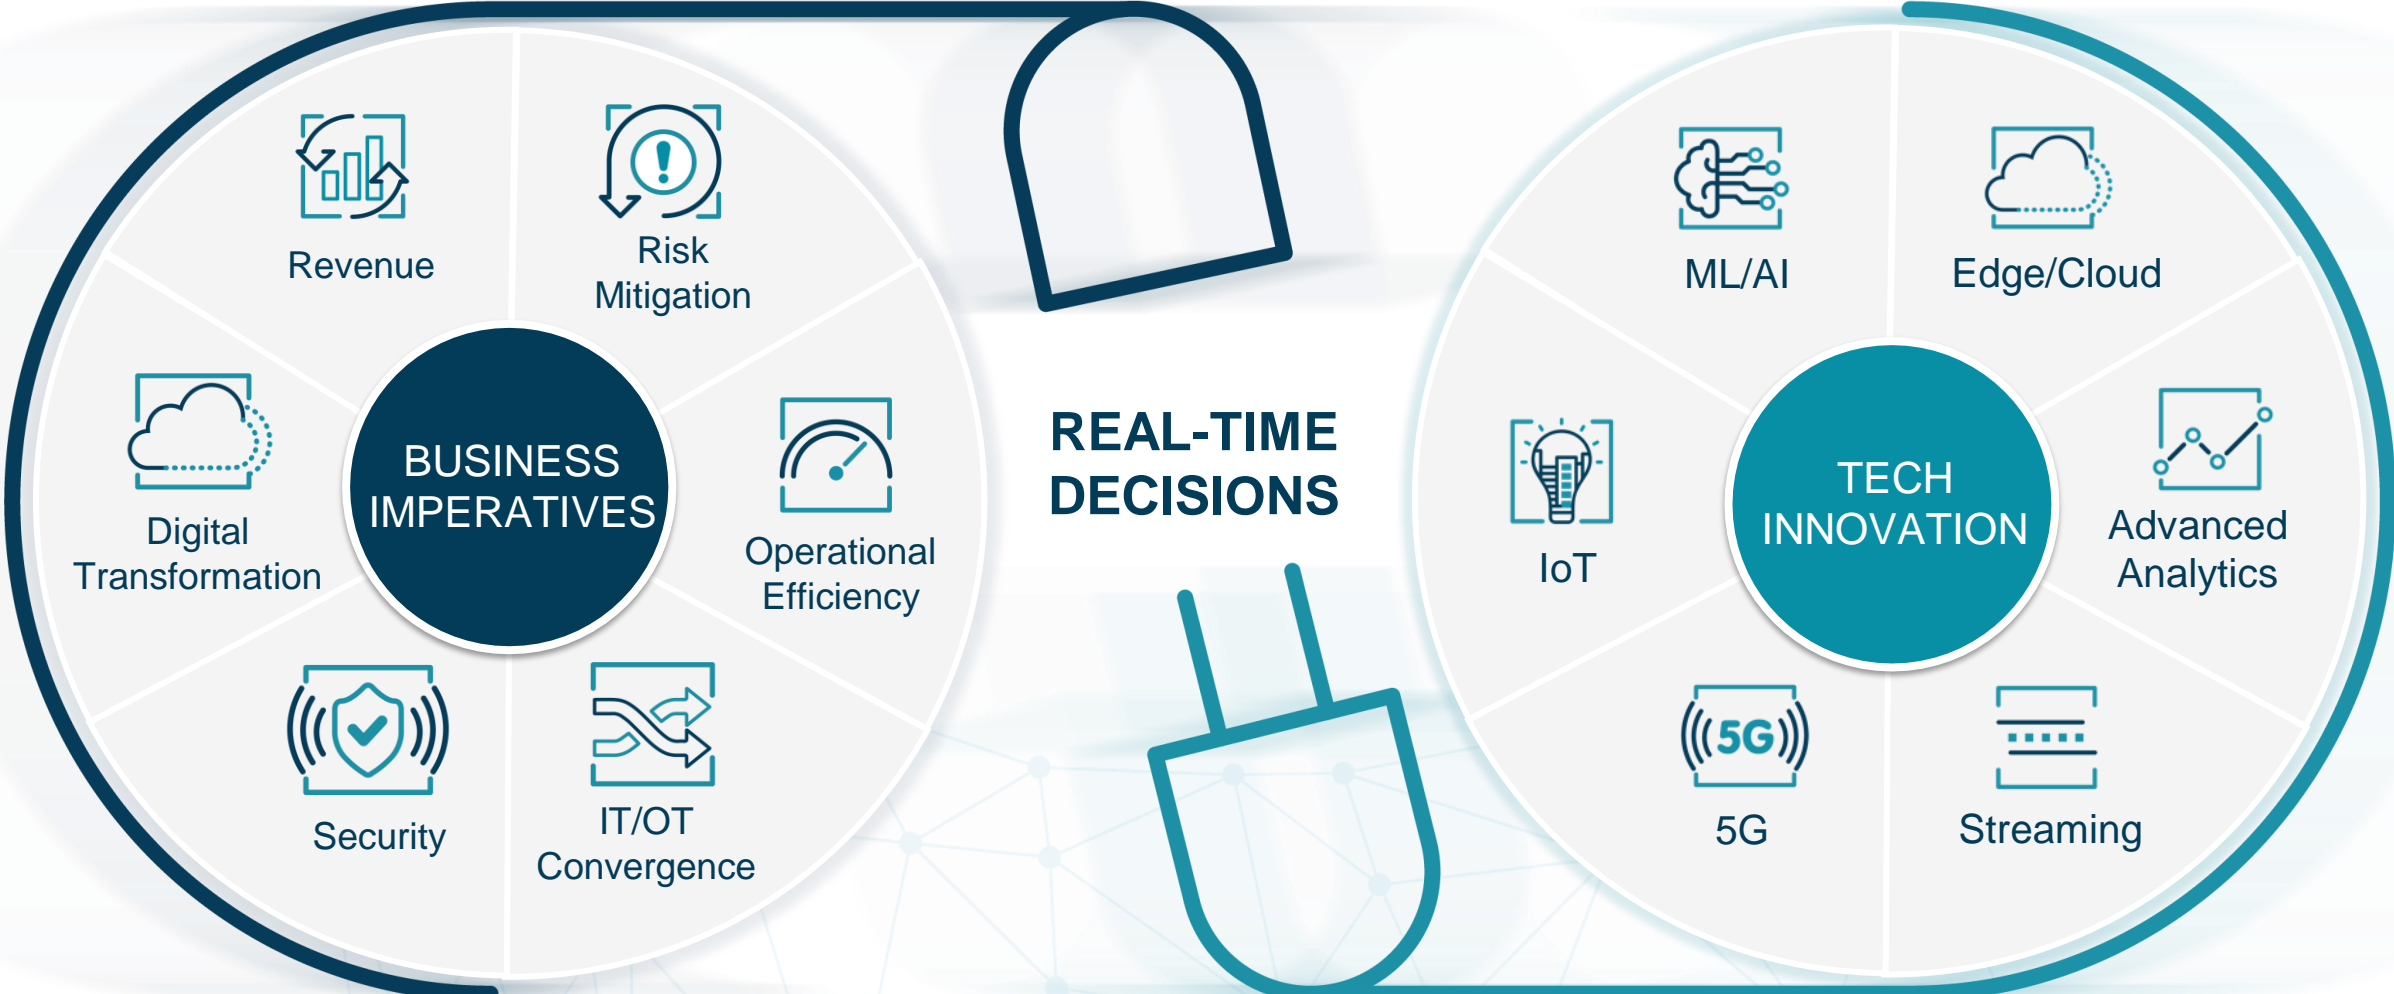 Revenue
Risk
Mitigation
Digital
Transformation
BUSINESS
IMPERATIVES
Operational
Efficiency
Security
IT/OT
Convergence
REAL-TIME
DECISIONS
ML/AI
Edge/Cloud
IoT
TECH
INNOVATION
Advanced
Analytics
5G
5G
Streaming